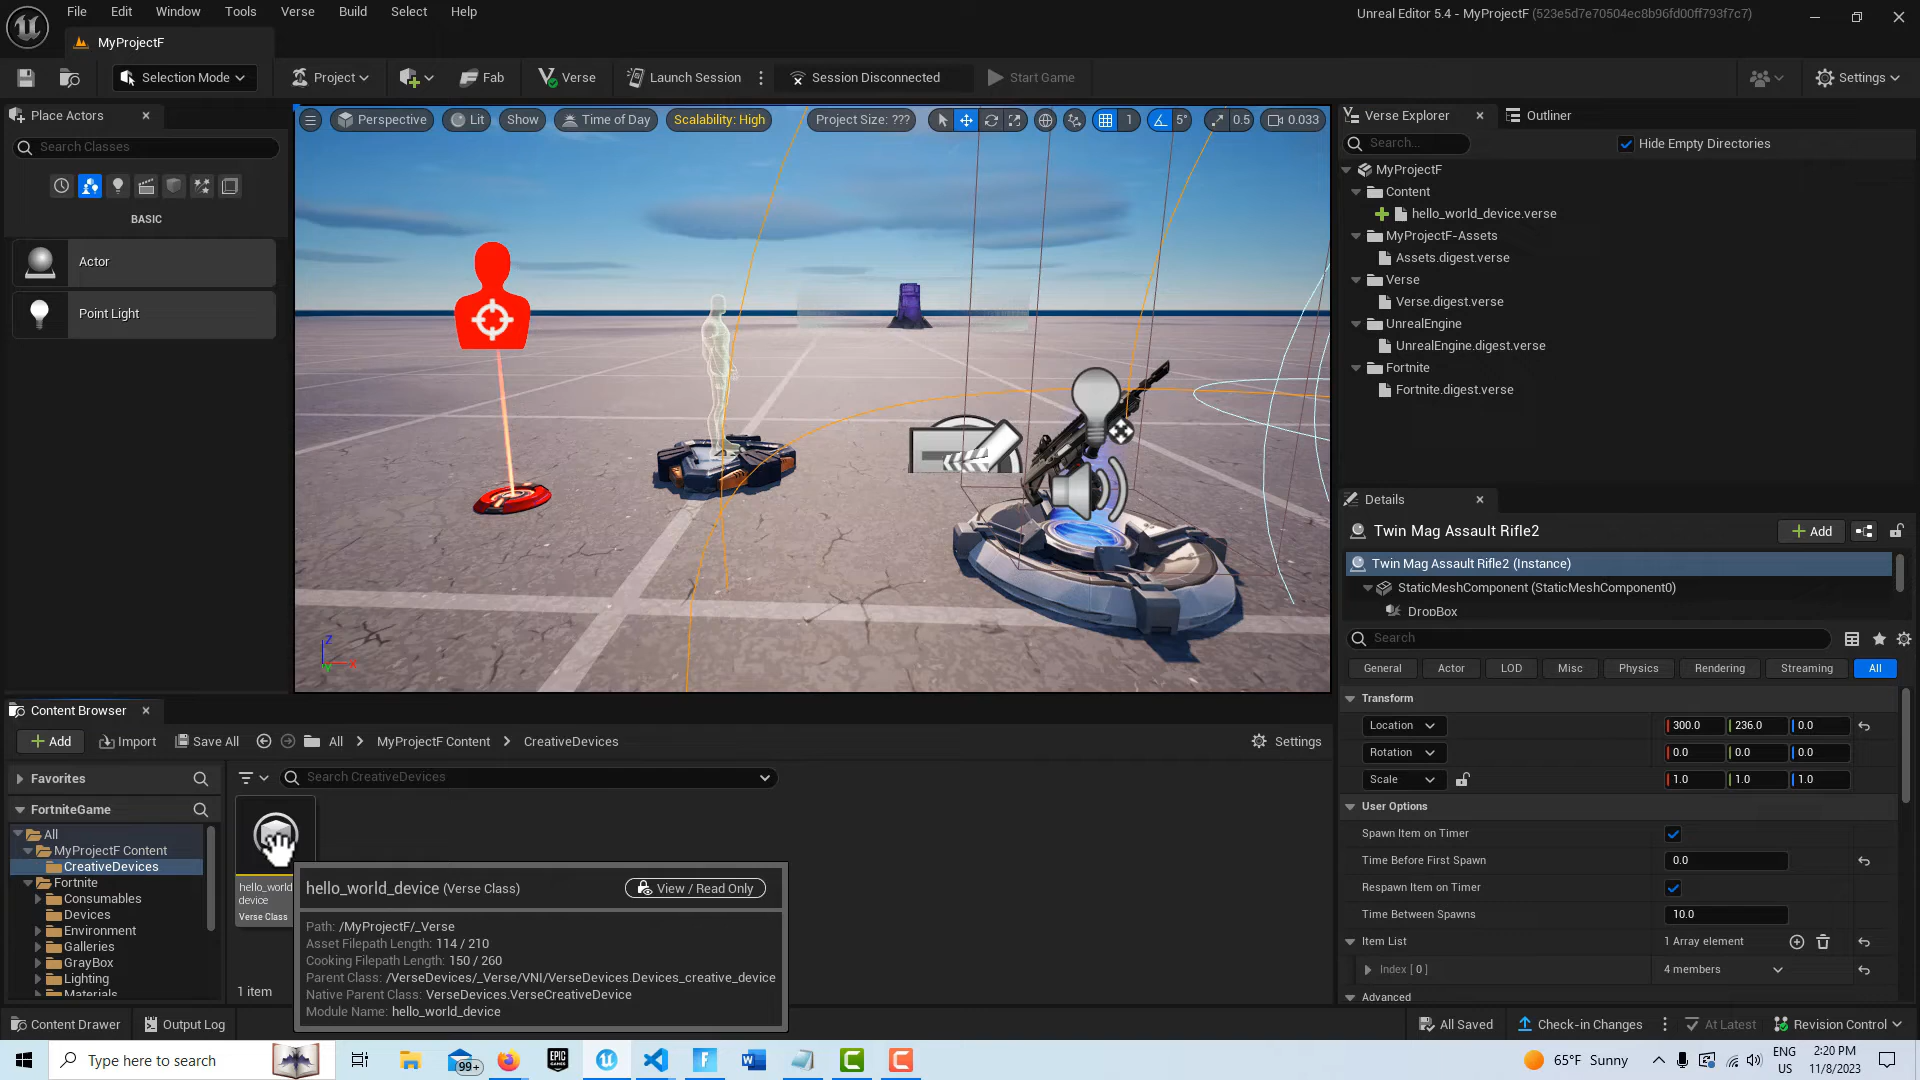 File Edit Window Tools Verse Build Select Help
Unreal Editor 5.4 - MyProjectF (523e5d7e70504ec8b96fd00ff793f7c7)
MyProjectF
Selection Mode Project Fab Verse Launch Session Session Disconnected Start Game Settings
Place Actors
Search Classes
BASIC
Actor
Point Light
Perspective Lit Show Time of Day Scalability: High Project Size: ??? 1 5° 0.5 0.033
Z
X
Verse Explorer Outliner
Search... Hide Empty Directories
MyProjectF
Content
hello_world_device.verse
MyProjectF-Assets
Assets.digest.verse
Verse
Verse.digest.verse
UnrealEngine
UnrealEngine.digest.verse
Fortnite
Fortnite.digest.verse
Details
Twin Mag Assault Rifle2 Add
Twin Mag Assault Rifle2 (Instance)
StaticMeshComponent (StaticMeshComponent0)
DropBox
Search
General Actor LOD Misc Physics Rendering Streaming All
Transform
Location 300.0 236.0 0.0
Rotation 0.0 0.0 0.0
Scale 1.0 1.0 1.0
User Options
Spawn Item on Timer
Time Before First Spawn 0.0
Respawn Item on Timer
Time Between Spawns 10.0
Item List 1 Array element
Index [ 0 ] 4 members
Advanced
Content Browser
Add Import Save All All MyProjectF Content CreativeDevices Settings
Favorites
Search CreativeDevices
FortniteGame
All
MyProjectF Content
CreativeDevices
Fortnite
Consumables
Devices
Environment
Galleries
GrayBox
Lighting
Materials
hello_world
device
Verse Class
1 item
hello_world_device (Verse Class) View / Read Only
Path: /MyProjectF/_Verse
Asset Filepath Length: 114 / 210
Cooking Filepath Length: 150 / 260
Parent Class: /VerseDevices/_Verse/VNI/VerseDevices.Devices_creative_device
Native Parent Class: VerseDevices.VerseCreativeDevice
Module Name: hello_world_device
Content Drawer Output Log All Saved Check-in Changes At Latest Revision Control
Type here to search 99+ EPIC GAMES 65°F Sunny ENG US 2:20 PM 11/8/2023